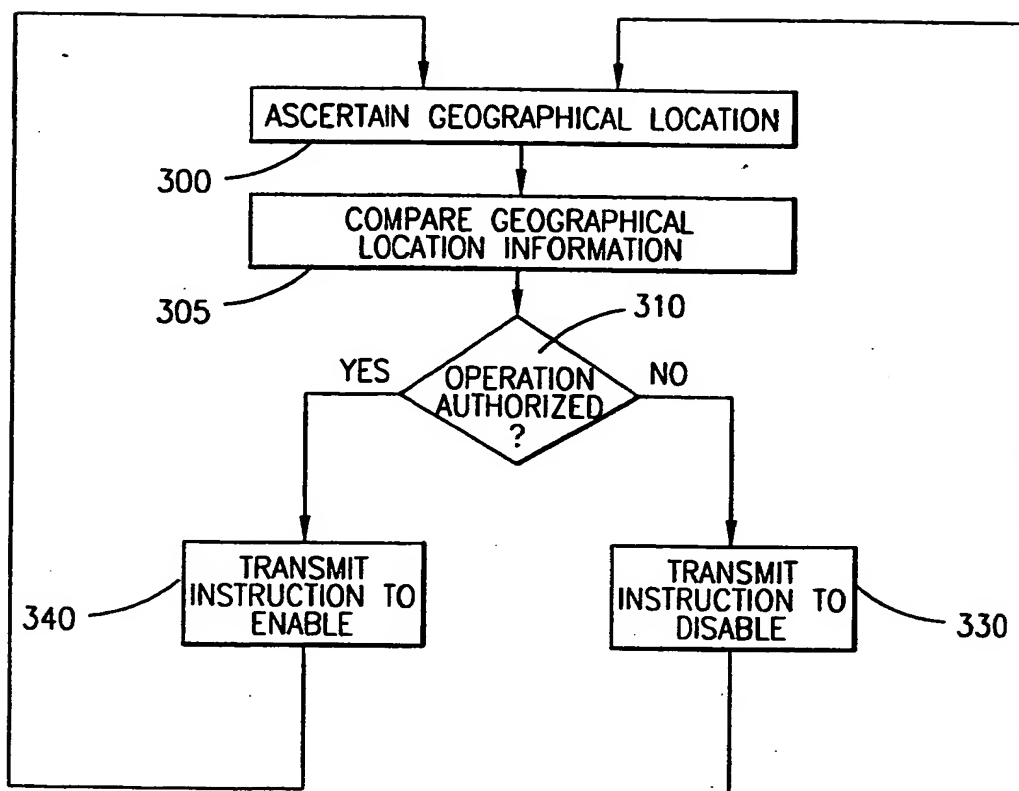 ASCERTAIN GEOGRAPHICAL LOCATION
300
COMPARE GEOGRAPHICAL
LOCATION INFORMATION
305
310
YES
OPERATION
AUTHORIZED
?
NO
TRANSMIT
INSTRUCTION TO
ENABLE
340
TRANSMIT
INSTRUCTION TO
DISABLE
330